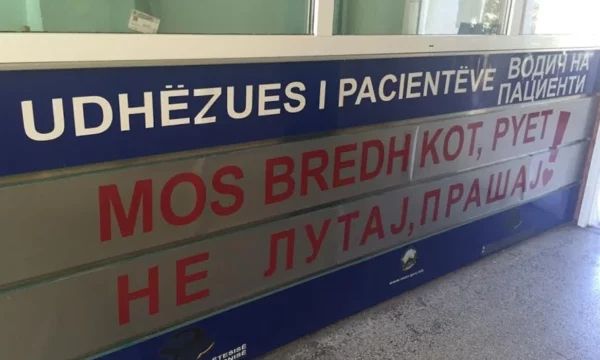 UDHËZUES I PACIENTËVE
ВОДИЧ НА
ПАЦИЕНТИ
MOS BREDH KOT, PYET!
НЕ ЛУТАЈ, ПРАШАЈ